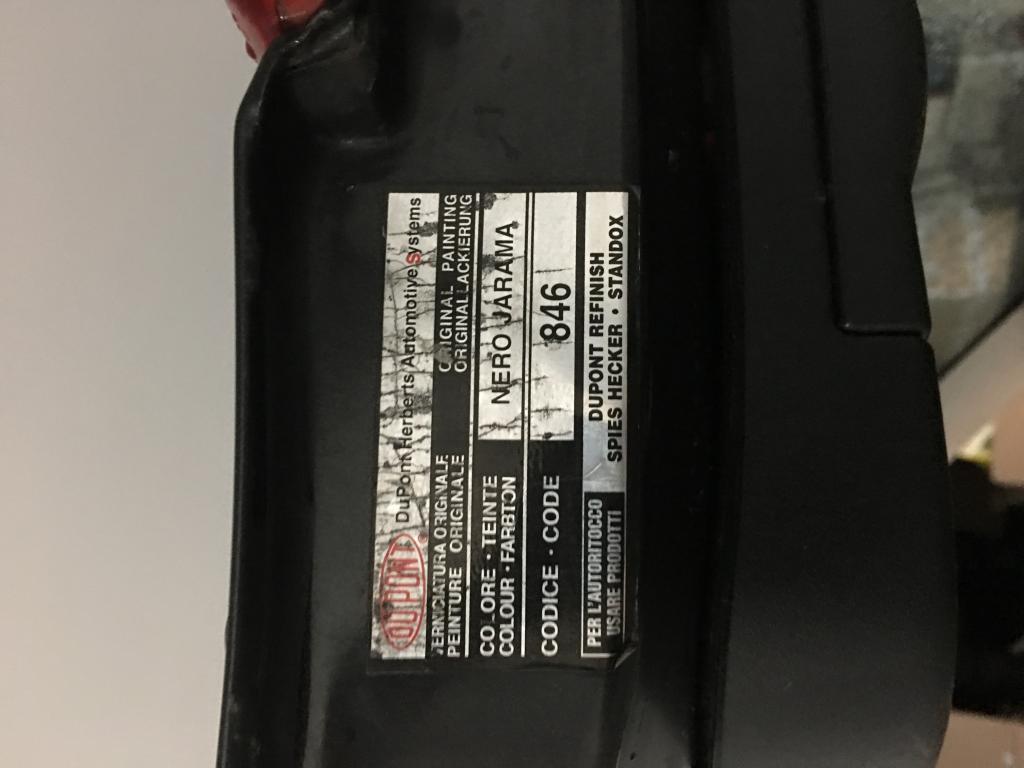 DUPONT
DuPont Herberts Automotive Systems
VERNICIATURA ORIGINALE ORIGINAL PAINTING
PEINTURE ORIGINALE ORIGINALLACKIERUNG
COLORE · TEINTE
COLOUR · FARBTON
NERO JARAMA
CODICE · CODE 846
PER L'AUTORITOCCO
USARE PRODOTTI
DUPONT REFINISH
SPIES HECKER · STANDOX